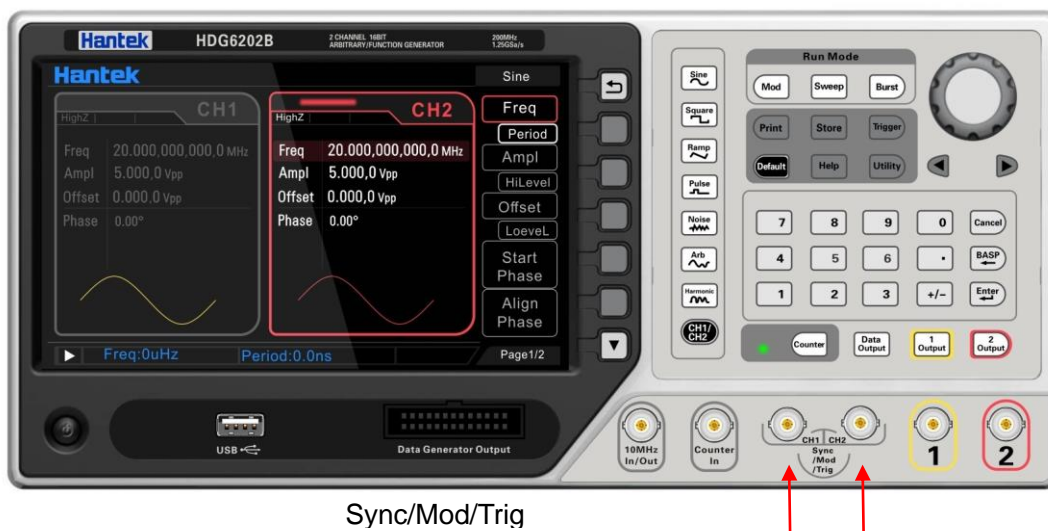 Hantek HDG6202B 2 CHANNEL 16BIT ARBITRARY/FUNCTION GENERATOR 200MHz 1.25GSa/s
Hantek
Sine
CH1
HighZ
Freq 20.000,000,000,0 MHz
Ampl 5.000,0 Vpp
Offset 0.000,0 Vpp
Phase 0.00°
CH2
HighZ
Freq 20.000,000,000,0 MHz
Ampl 5.000,0 Vpp
Offset 0.000,0 Vpp
Phase 0.00°
Freq
Period
Ampl
HiLevel
Offset
LoeveL
Start
Phase
Align
Phase
Page1/2
Freq:0uHz Period:0.0ns
Sine
Square
Ramp
Pulse
Noise
Arb
Harmonic
CH1/
CH2
Run Mode
Mod Sweep Burst
Print Store Trigger
Default Help Utility
7 8 9 0 Cancel
4 5 6 . BASP
1 2 3 +/- Enter
Counter
Data
Output
1
Output
2
Output
USB
Data Generator Output
10MHz
In/Out
Counter
In
CH1 CH2
Sync
/Mod
/Trig
1
2
Sync/Mod/Trig